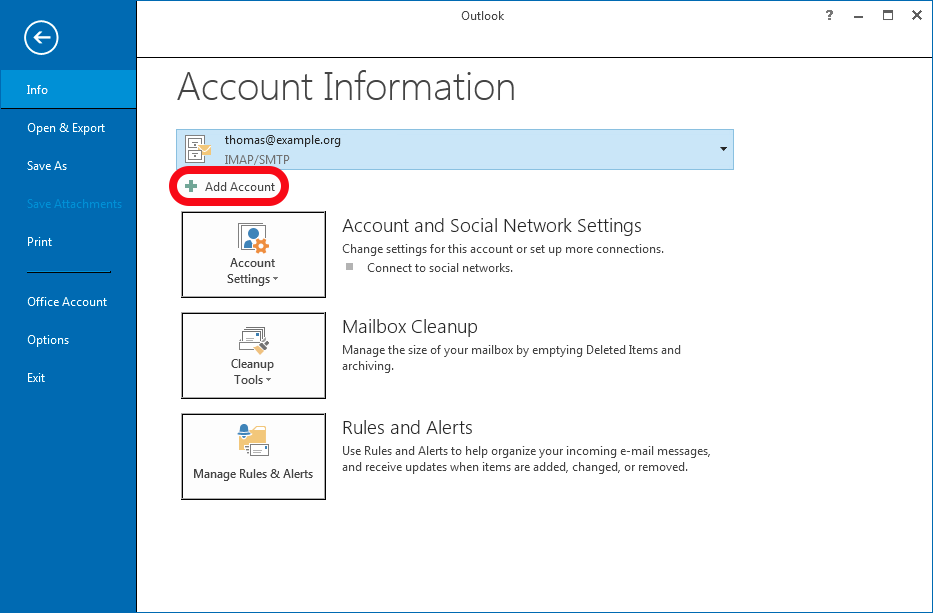 Outlook
?
Info
Open & Export
Save As
Save Attachments
Print
Office Account
Options
Exit
Account Information
thomas@example.org
IMAP/SMTP
Add Account
Account
Settings
Account and Social Network Settings
Change settings for this account or set up more connections.
Connect to social networks.
Cleanup
Tools
Mailbox Cleanup
Manage the size of your mailbox by emptying Deleted Items and
archiving.
Manage Rules & Alerts
Rules and Alerts
Use Rules and Alerts to help organize your incoming e-mail messages,
and receive updates when items are added, changed, or removed.